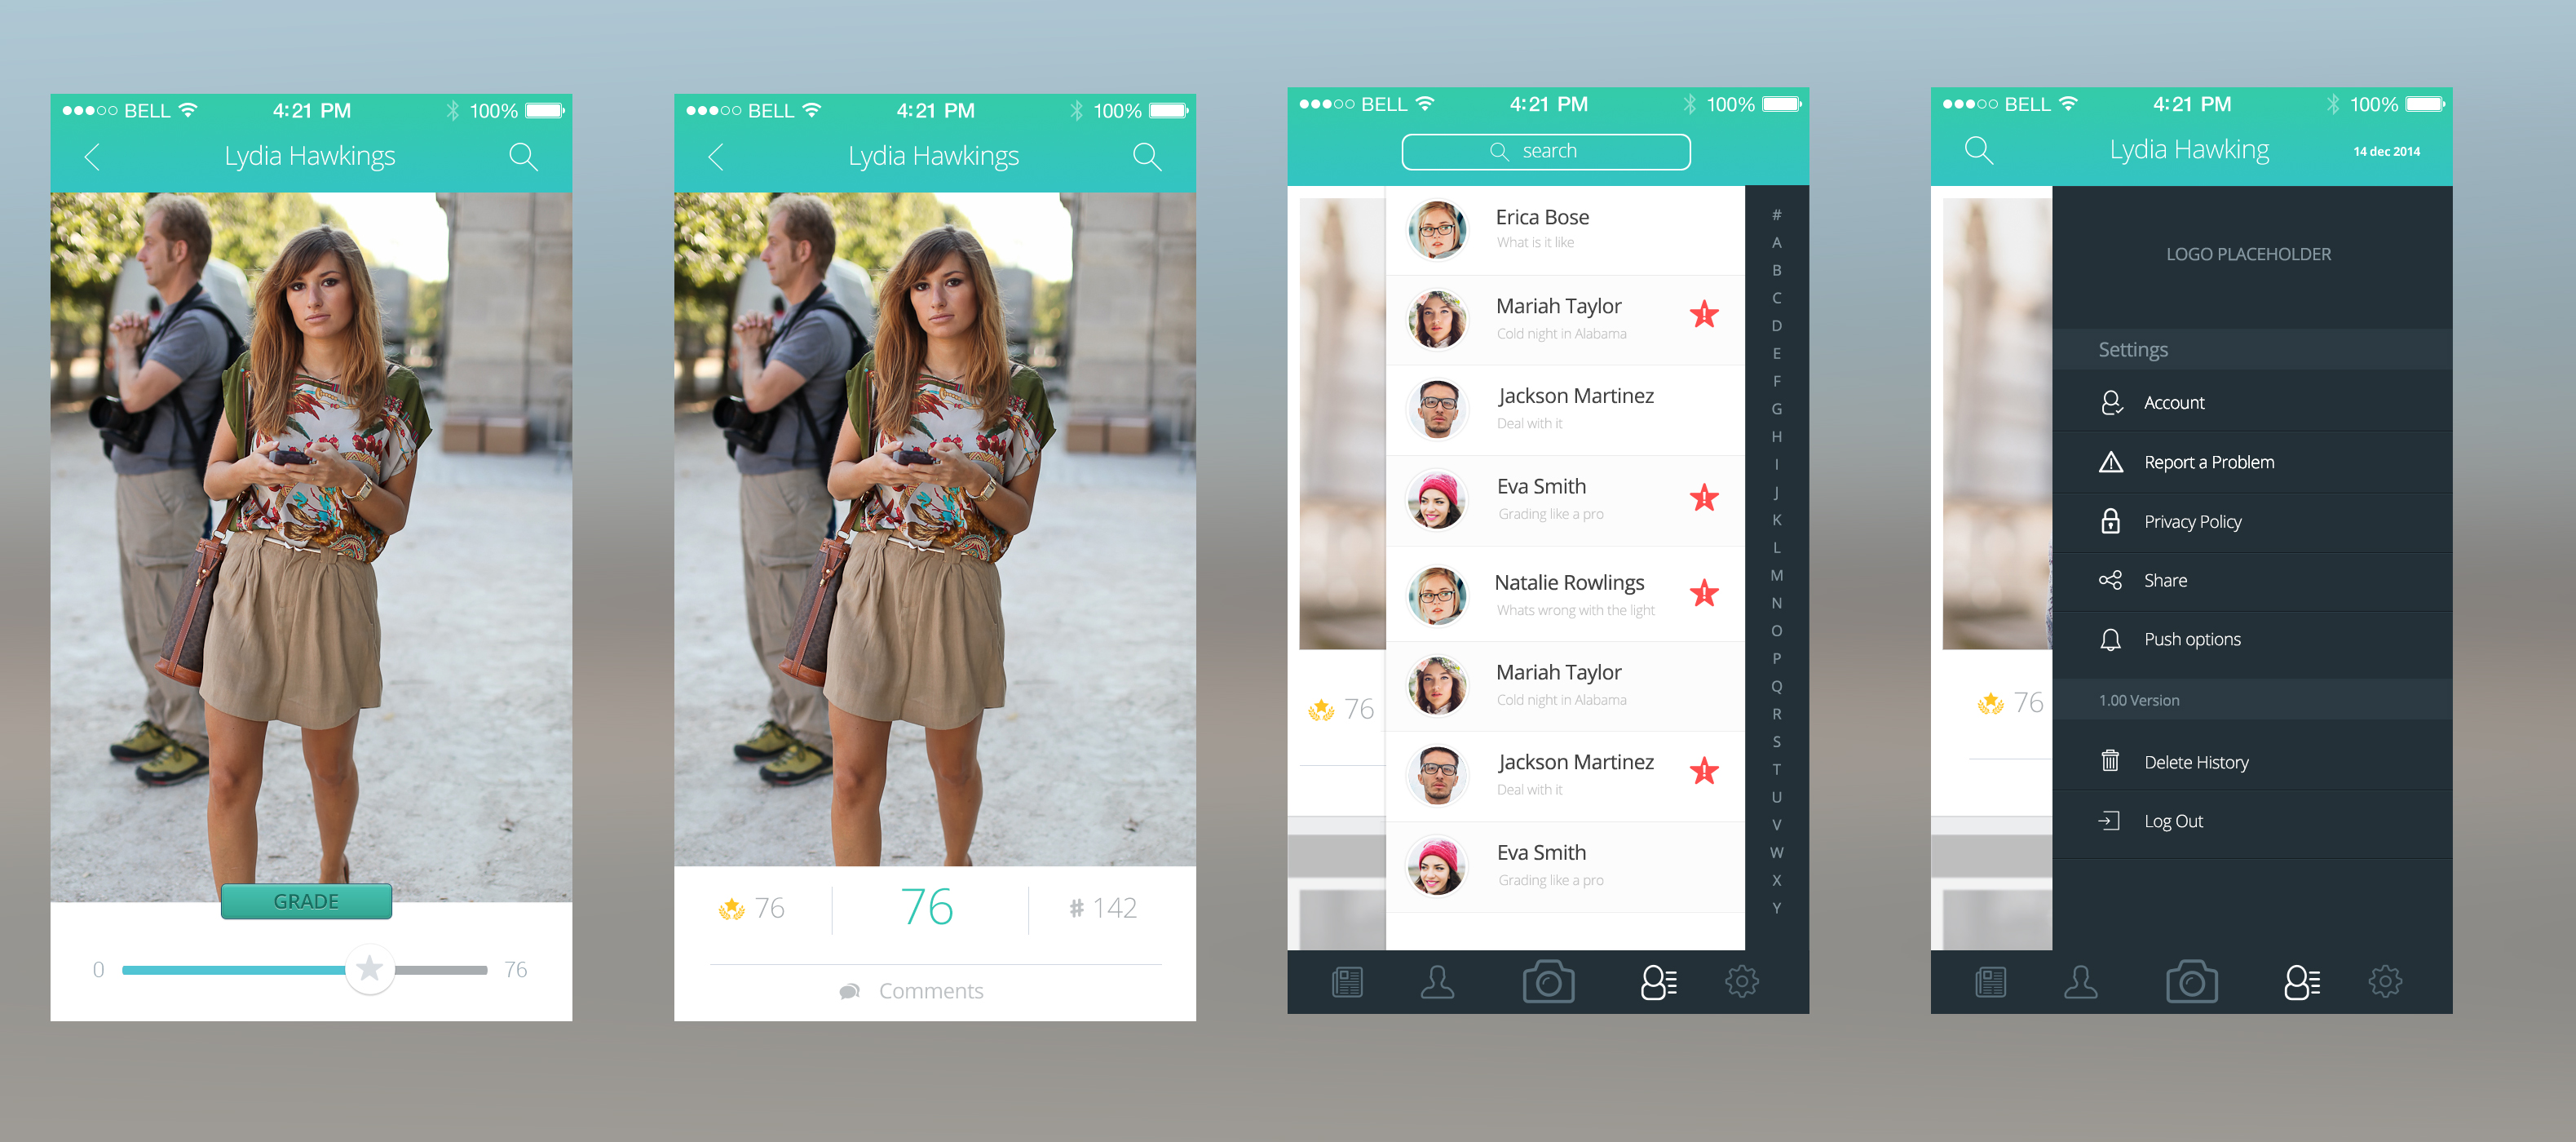 BELL 4:21 PM 100%
Lydia Hawkings
GRADE
0 76
BELL 4:21 PM 100%
Lydia Hawkings
76 76 # 142
Comments
BELL 4:21 PM 100%
search
Erica Bose
What is it like
Mariah Taylor
Cold night in Alabama
Jackson Martinez
Deal with it
Eva Smith
Grading like a pro
Natalie Rowlings
Whats wrong with the light
Mariah Taylor
Cold night in Alabama
Jackson Martinez
Deal with it
Eva Smith
Grading like a pro
76
#
A
B
C
D
E
F
G
H
I
J
K
L
M
N
O
P
Q
R
S
T
U
V
W
X
Y
BELL 4:21 PM 100%
Lydia Hawking 14 dec 2014
LOGO PLACEHOLDER
Settings
Account
Report a Problem
Privacy Policy
Share
Push options
76
1.00 Version
Delete History
Log Out